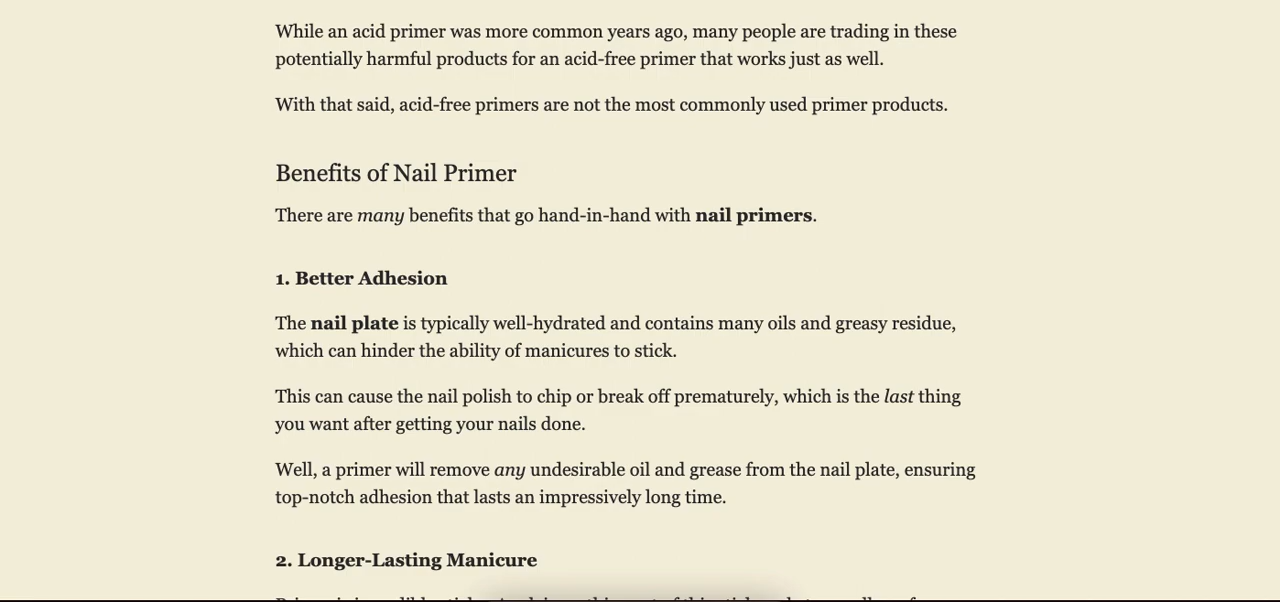 While an acid primer was more common years ago, many people are trading in these
potentially harmful products for an acid-free primer that works just as well.
With that said, acid-free primers are not the most commonly used primer products.
Benefits of Nail Primer
There are many benefits that go hand-in-hand with nail primers.
1. Better Adhesion
The nail plate is typically well-hydrated and contains many oils and greasy residue,
which can hinder the ability of manicures to stick.
This can cause the nail polish to chip or break off prematurely, which is the last thing
you want after getting your nails done.
Well, a primer will remove any undesirable oil and grease from the nail plate, ensuring
top-notch adhesion that lasts an impressively long time.
2. Longer-Lasting Manicure